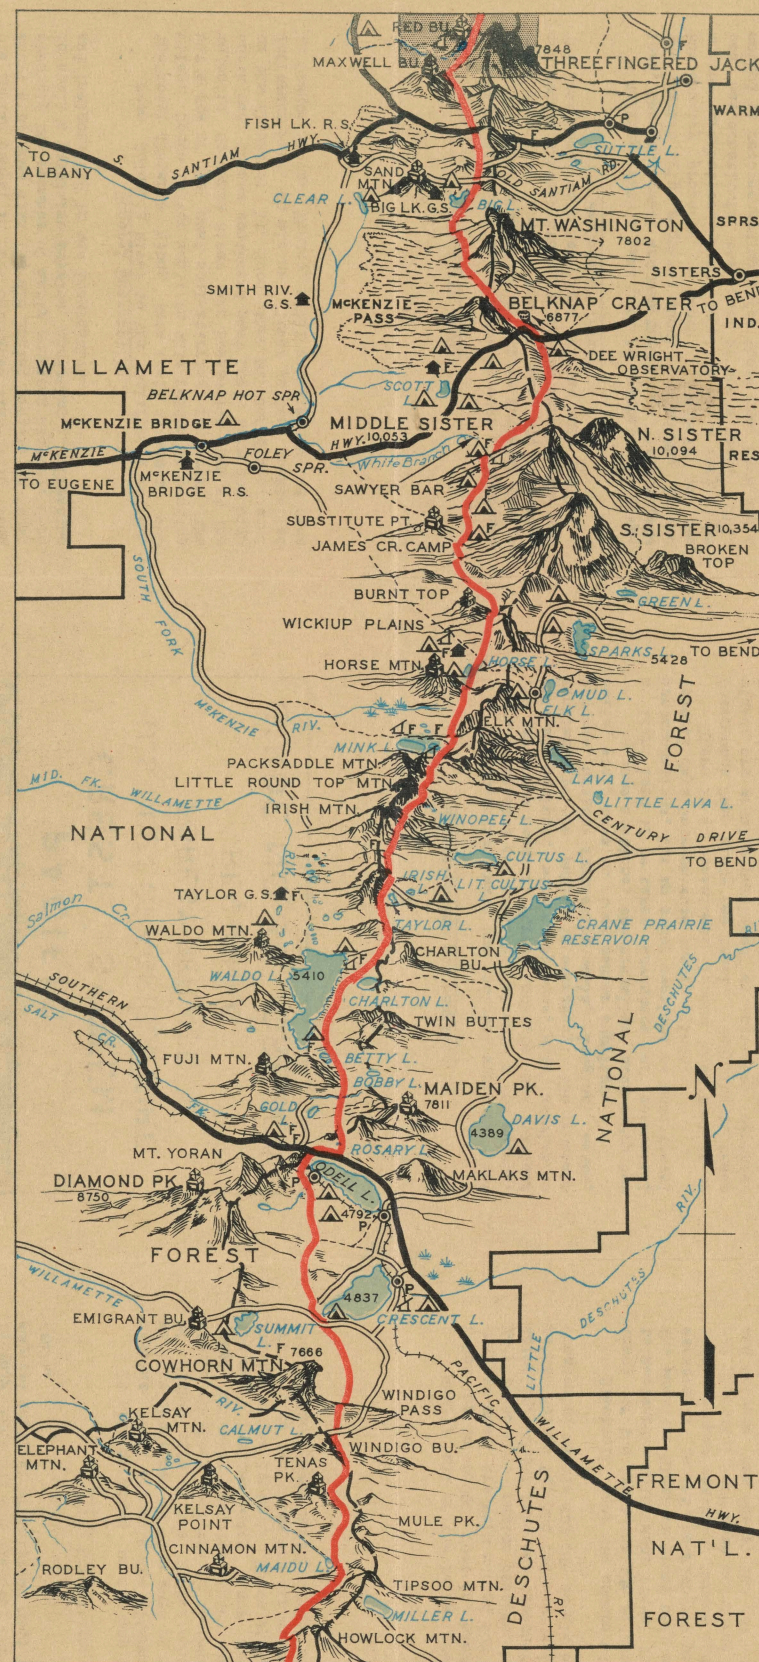 RED BU.
7848
MAXWELL BU.
THREEFINGERED JACK
F
WARM
FISH LK. R.S.
P
F
TO
ALBANY
S. SANTIAM HWY.
SUTTLE L.
SAND
MTN.
OLD SANTIAM RD.
CLEAR L.
BIG LK.G.S.
BIG L.
MT. WASHINGTON
7802
SPRS
SISTERS
SMITH RIV.
G.S.
McKENZIE
PASS
BELKNAP CRATER
6877
TO BEND
IND.
DEE WRIGHT
OBSERVATORY
WILLAMETTE
F
SCOTT
L.
BELKNAP HOT SPR.
McKENZIE BRIDGE
MIDDLE SISTER
10,053
N. SISTER
10,094
HWY.
McKENZIE
White Branch Cr.
F
RES
TO EUGENE
McKENZIE
BRIDGE R.S.
FOLEY
SPR.
SAWYER BAR
SUBSTITUTE PT.
S. SISTER 10,354
F
JAMES CR. CAMP
BROKEN
TOP
SOUTH FORK McKENZIE RIV.
BURNT TOP
GREEN L.
WICKIUP PLAINS
SPARKS L.
5428
TO BEND
F
HORSE MTN.
HORSE L.
MUD L.
ELK L.
ELK MTN.
FOREST
F
F
MINK L.
PACKSADDLE MTN.
LITTLE ROUND TOP MTN.
LAVA L.
MID. FK. WILLAMETTE
IRISH MTN.
LITTLE LAVA L.
WINOPEE L.
NATIONAL
CENTURY DRIVE
TO BEND
RIV.
CULTUS L.
IRISH
L.
LIT. CULTUS
L.
TAYLOR G.S.
F
Salmon Cr.
TAYLOR L.
CRANE PRAIRIE
RESERVOIR
WALDO MTN.
CHARLTON
BU.
F
WALDO L.
5410
DESCHUTES
SOUTHERN
CHARLTON L.
SALT CR.
TWIN BUTTES
F
FUJI MTN.
BETTY L.
BOBBY L.
NATIONAL
N
MAIDEN PK.
7811
FK.
GOLD
L.
DAVIS L.
4389
F
F
MT. YORAN
ROSARY L.
DIAMOND PK.
8750
P
ODELL L.
MAKLAKS MTN.
4792
P
RIV.
FOREST
WILLAMETTE
P
4837
DESCHUTES
EMIGRANT BU.
CRESCENT L.
SUMMIT
L.
LITTLE
F
7666
COWHORN MTN.
PACIFIC
RIV.
WINDIGO
PASS
KELSAY
MTN.
CALMUT L.
WILLAMETTE
HWY.
ELEPHANT
MTN.
WINDIGO BU.
TENAS
PK.
FREMONT
KELSAY
POINT
MULE PK.
DESCHUTES
NAT'L.
CINNAMON MTN.
RODLEY BU.
MAIDU L.
TIPSOO MTN.
RY.
MILLER L.
FOREST
HOWLOCK MTN.